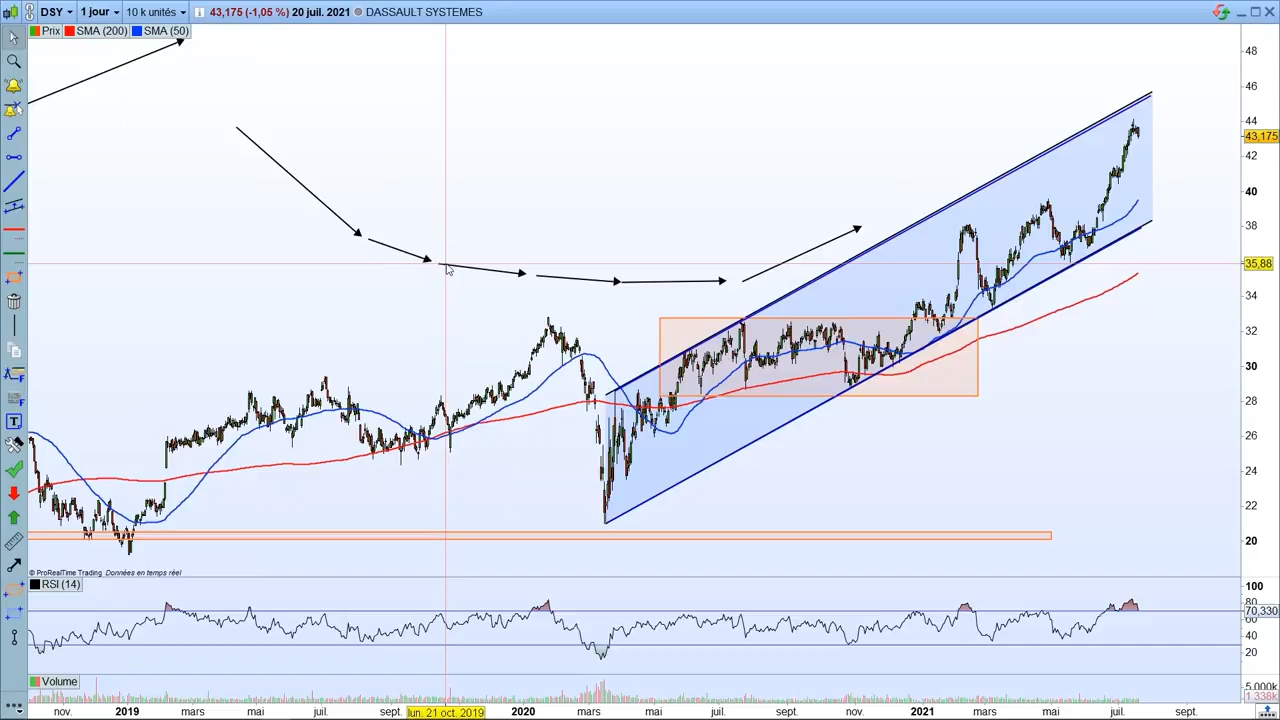 DSY 1 jour 10 k unités 43,175 (-1,05 %) 20 juil. 2021 DASSAULT SYSTEMES
Prix SMA (200) SMA (50)
48
46
44
43,175
42
40
38
35,88
34
32
30
28
26
24
22
20
© ProRealTime Trading Données en temps réel
RSI (14)
100
80
70,330
60
40
20
Volume
5,000k
1,338k
nov. 2019 mars mai juil. sept. lun. 21 oct. 2019 2020 mars mai juil. sept. nov. 2021 mars mai juil. sept.